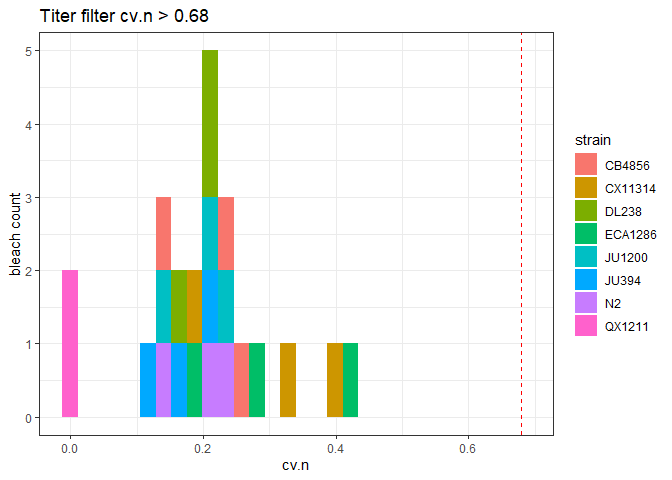 Titer filter cv.n > 0.68
bleach count
5
4
3
2
1
0
0.0 0.2 0.4 0.6
cv.n
strain
CB4856
CX11314
DL238
ECA1286
JU1200
JU394
N2
QX1211